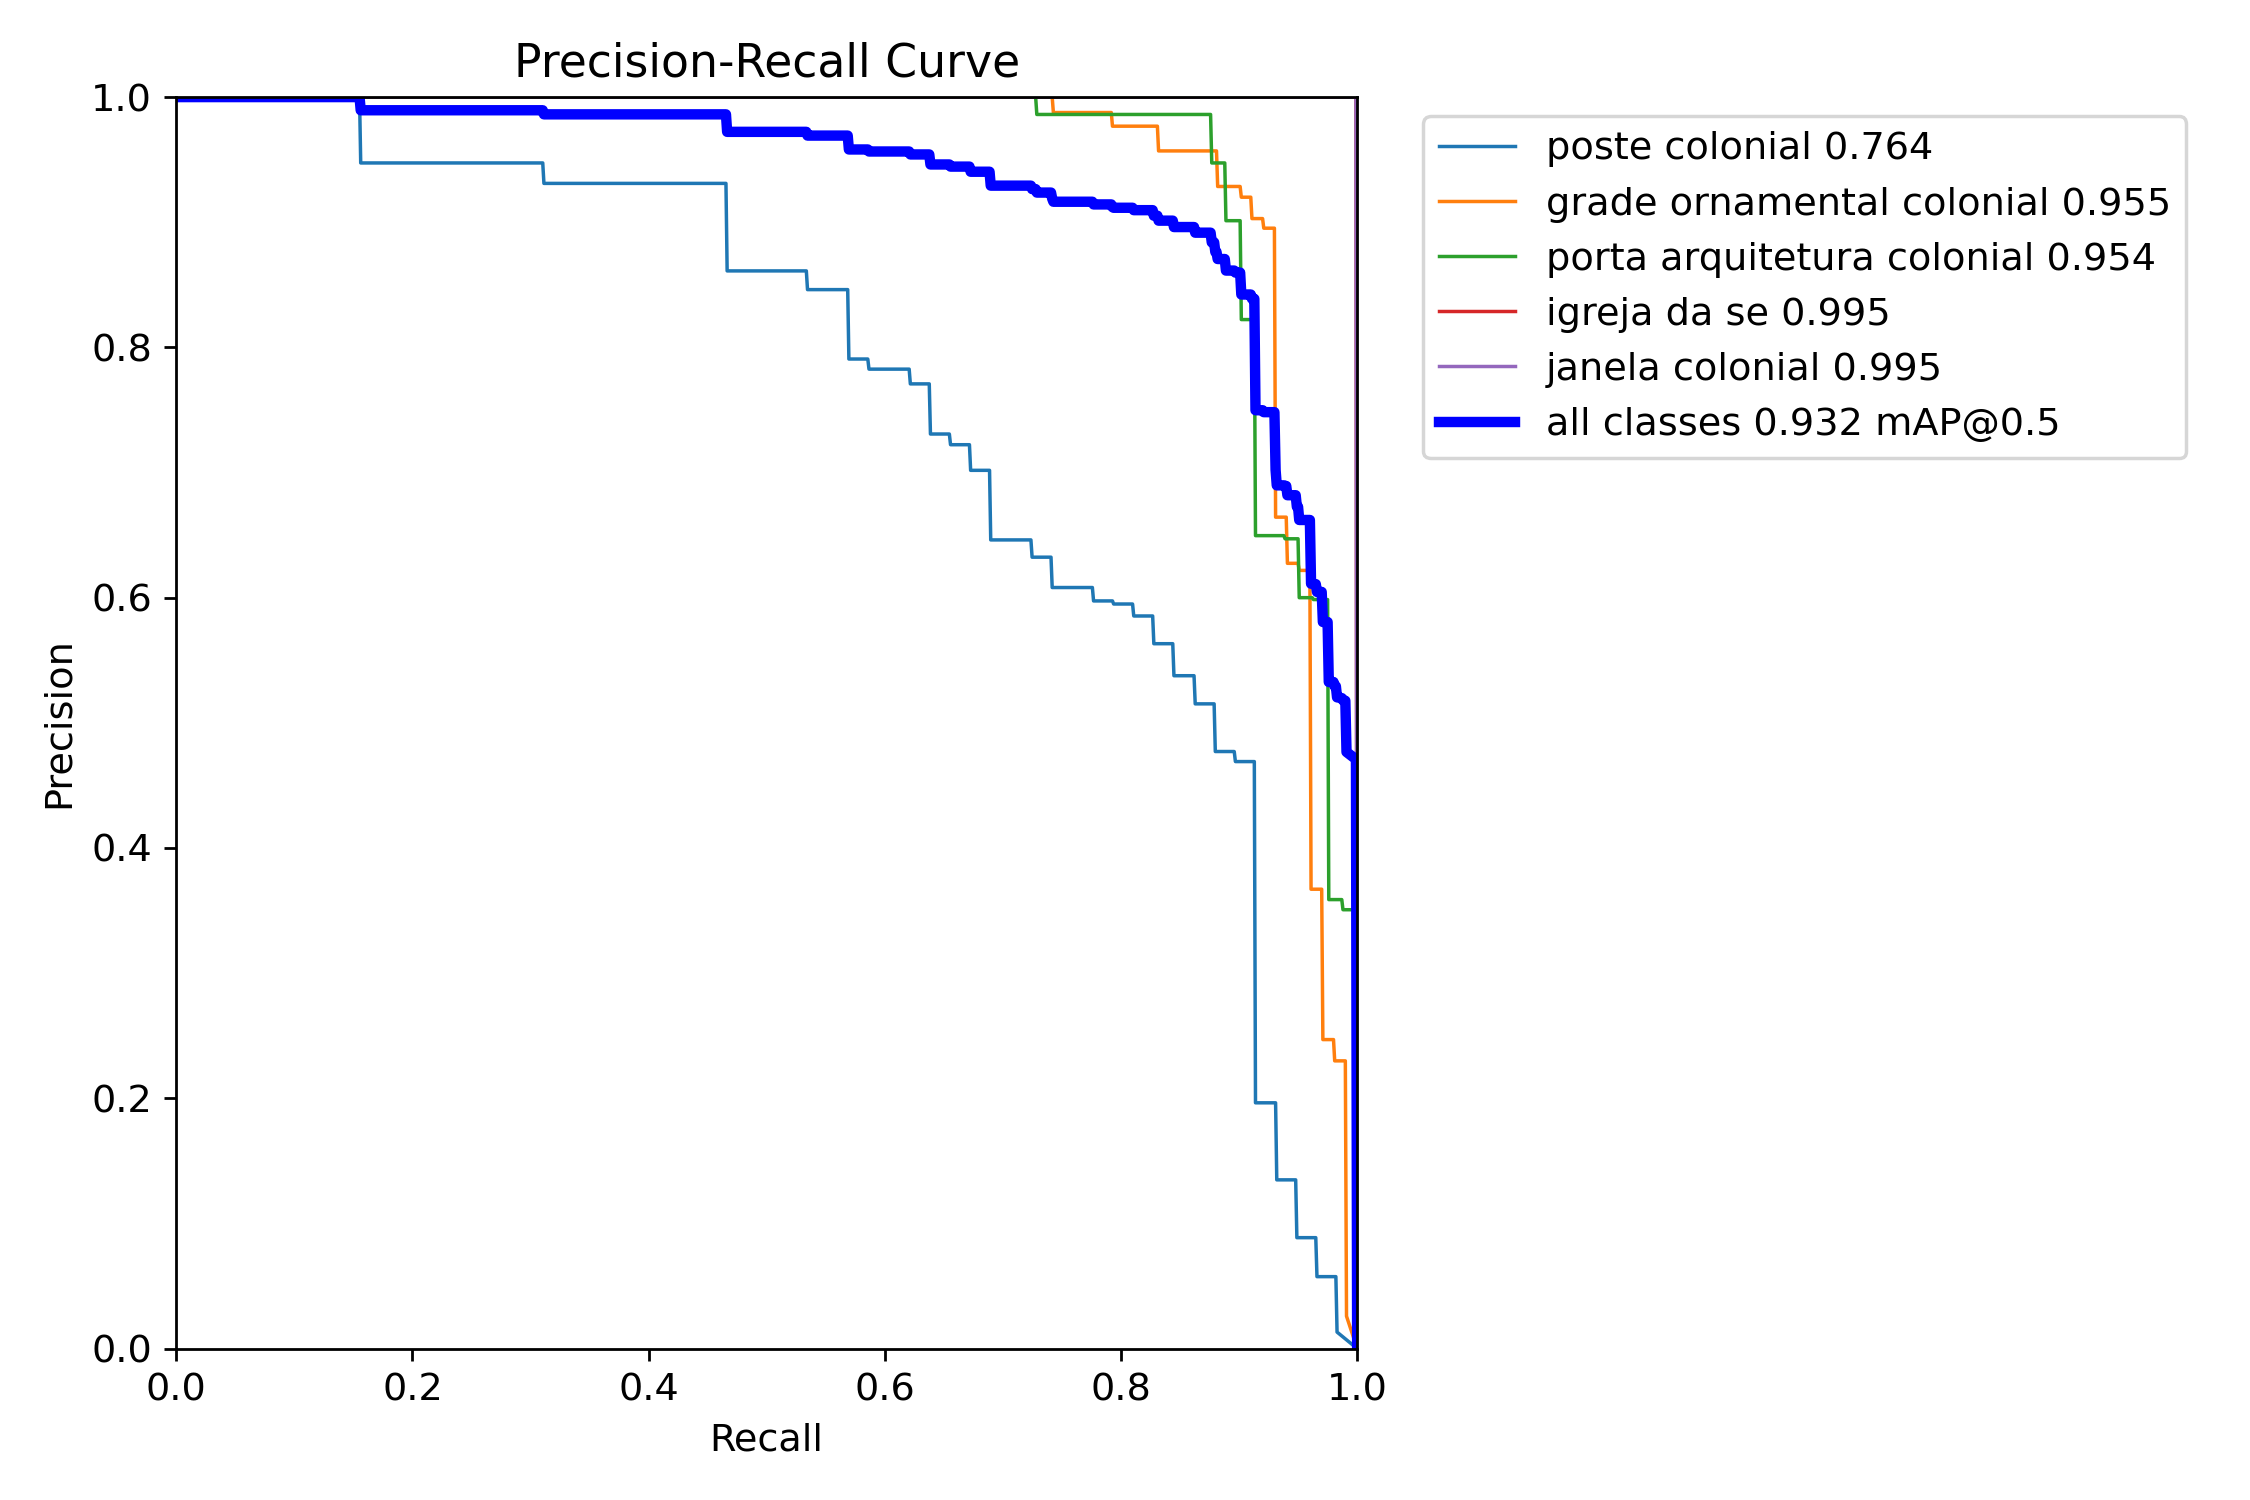 Precision-Recall Curve
1.0
0.8
0.6
0.4
0.2
0.0
Precision
0.0 0.2 0.4 0.6 0.8 1.0
Recall
poste colonial 0.764
grade ornamental colonial 0.955
porta arquitetura colonial 0.954
igreja da se 0.995
janela colonial 0.995
all classes 0.932 mAP@0.5